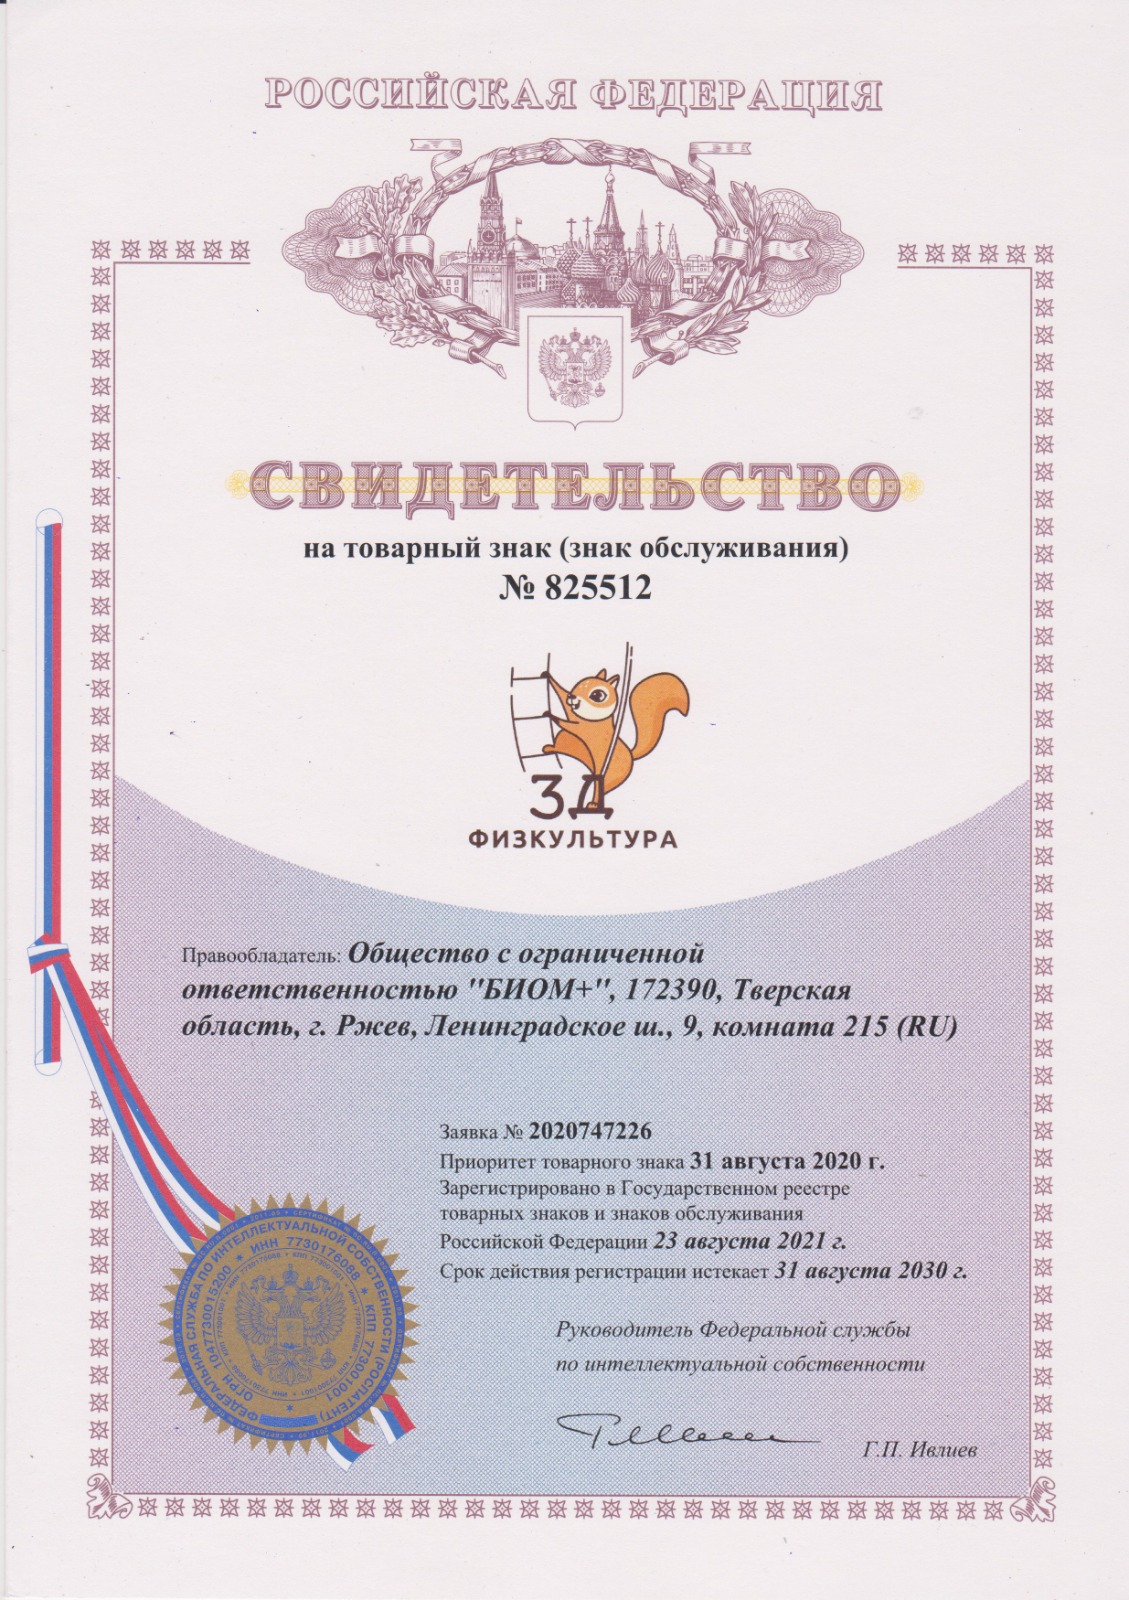 РОССИЙСКАЯ ФЕДЕРАЦИЯ
СВИДЕТЕЛЬСТВО
на товарный знак (знак обслуживания)
№ 825512
3Д
ФИЗКУЛЬТУРА
Правообладатель: Общество с ограниченной
ответственностью "БИОМ+", 172390, Тверская
область, г. Ржев, Ленинградское ш., 9, комната 215 (RU)
Заявка № 2020747226
Приоритет товарного знака 31 августа 2020 г.
Зарегистрировано в Государственном реестре
товарных знаков и знаков обслуживания
Российской Федерации 23 августа 2021 г.
Срок действия регистрации истекает 31 августа 2030 г.
Руководитель Федеральной службы
по интеллектуальной собственности
Г.П. Ивлиев
ФЕДЕРАЛЬНАЯ СЛУЖБА ПО ИНТЕЛЛЕКТУАЛЬНОЙ СОБСТВЕННОСТИ (РОСПАТЕНТ)
ОГРН 1047730015200 * ИНН 7730176088 * КПП 773001001 *